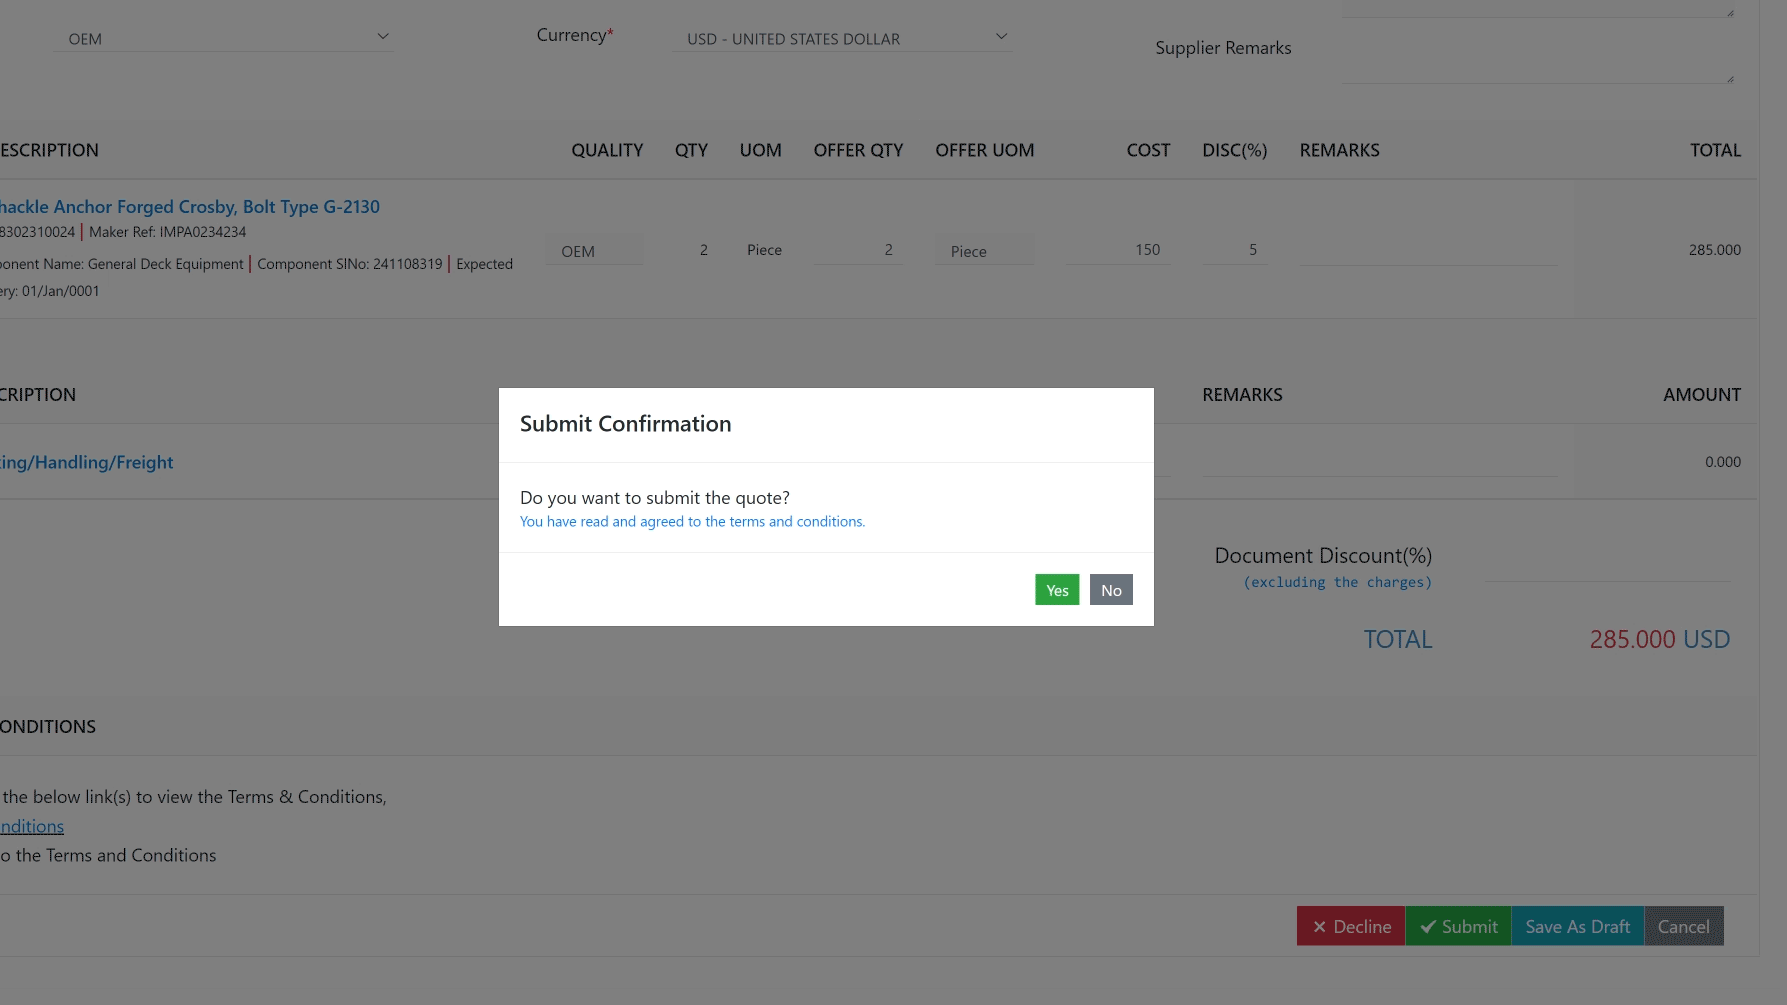 OEM
Currency*
USD - UNITED STATES DOLLAR
Supplier Remarks
ESCRIPTION QUALITY QTY UOM OFFER QTY OFFER UOM COST DISC(%) REMARKS TOTAL
hackle Anchor Forged Crosby, Bolt Type G-2130
8302310024 | Maker Ref: IMPA0234234
OEM 2 Piece 2 Piece 150 5 285.000
onent Name: General Deck Equipment | Component SlNo: 241108319 | Expected
ery: 01/Jan/0001
CRIPTION REMARKS AMOUNT
ing/Handling/Freight 0.000
Submit Confirmation
Do you want to submit the quote?
You have read and agreed to the terms and conditions.
Yes No
Document Discount(%)
(excluding the charges)
TOTAL 285.000 USD
ONDITIONS
the below link(s) to view the Terms & Conditions,
nditions
o the Terms and Conditions
Decline Submit Save As Draft Cancel